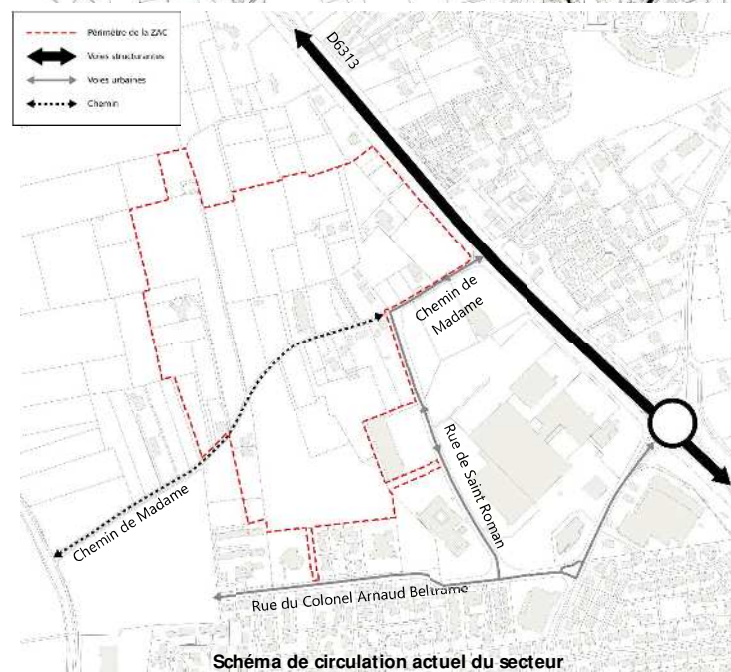 Périmètre de la ZAC
Voies structurantes
Voies urbaines
Chemin
D6313
Chemin de
Madame
Rue de Saint Roman
Chemin de Madame
Rue du Colonel Arnaud Beltrame
Schéma de circulation actuel du secteur